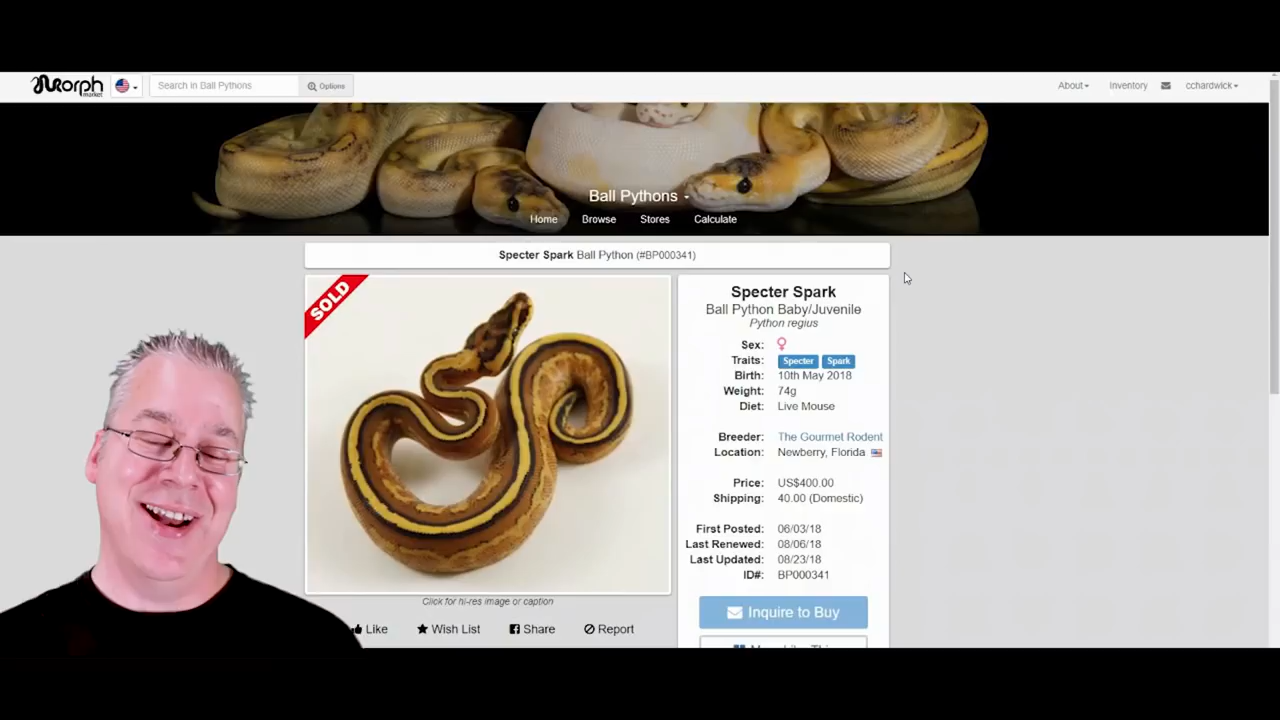 Morph market
Search in Ball Pythons
Options
About
Inventory
cchardwick
Ball Pythons
Home Browse Stores Calculate
Specter Spark Ball Python (#BP000341)
SOLD
Specter Spark
Ball Python Baby/Juvenile
Python regius
Sex: ♀
Traits: Specter Spark
Birth: 10th May 2018
Weight: 74g
Diet: Live Mouse
Breeder: The Gourmet Rodent
Location: Newberry, Florida
Price: US$400.00
Shipping: 40.00 (Domestic)
First Posted: 06/03/18
Last Renewed: 08/06/18
Last Updated: 08/23/18
ID#: BP000341
Inquire to Buy
Click for hi-res image or caption
Like Wish List Share Report